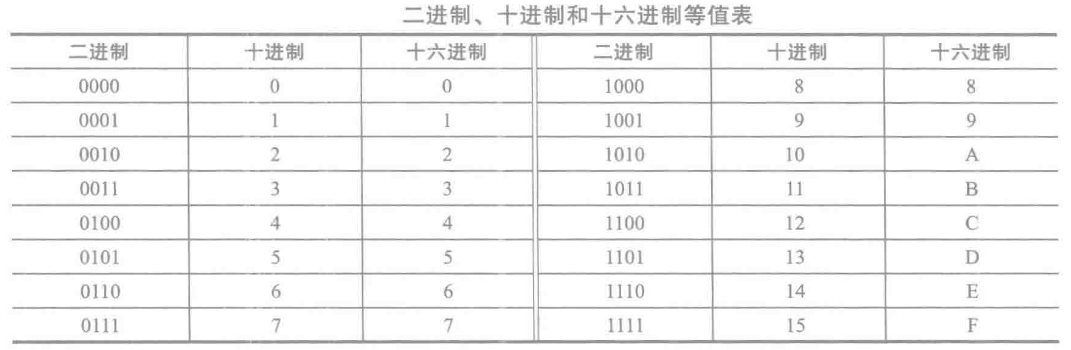 二进制、十进制和十六进制等值表
二进制 十进制 十六进制 二进制 十进制 十六进制
0000 0 0 1000 8 8
0001 1 1 1001 9 9
0010 2 2 1010 10 A
0011 3 3 1011 11 B
0100 4 4 1100 12 C
0101 5 5 1101 13 D
0110 6 6 1110 14 E
0111 7 7 1111 15 F